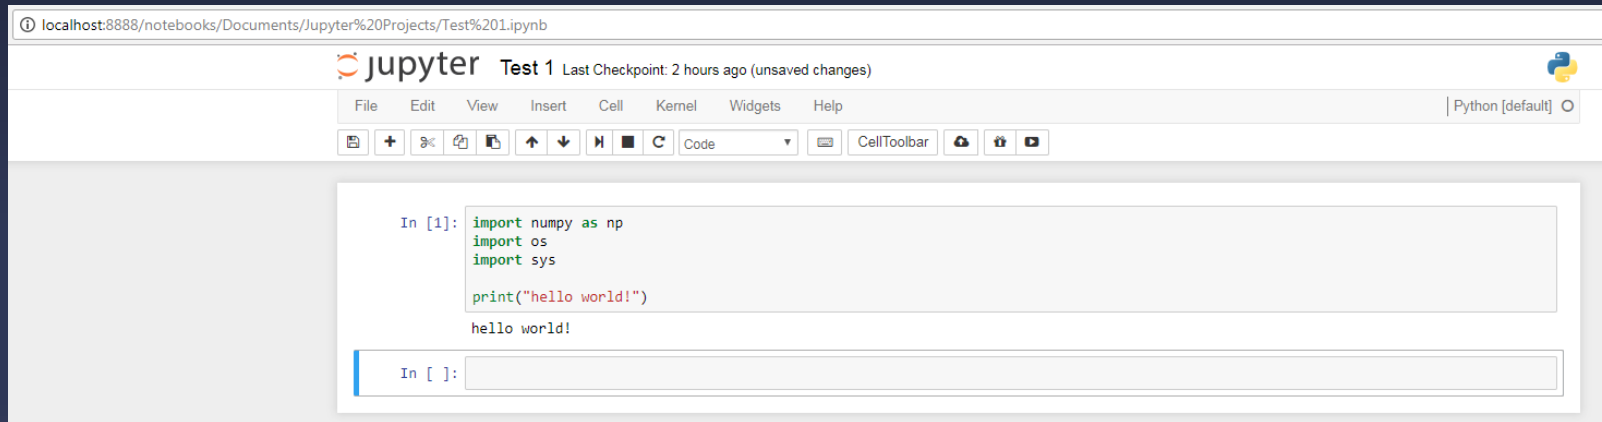 localhost:8888/notebooks/Documents/Jupyter%20Projects/Test%201.ipynb
jupyter Test 1 Last Checkpoint: 2 hours ago (unsaved changes)
File Edit View Insert Cell Kernel Widgets Help Python [default]
Code CellToolbar
In [1]: import numpy as np
import os
import sys
print("hello world!")
hello world!
In [ ]: